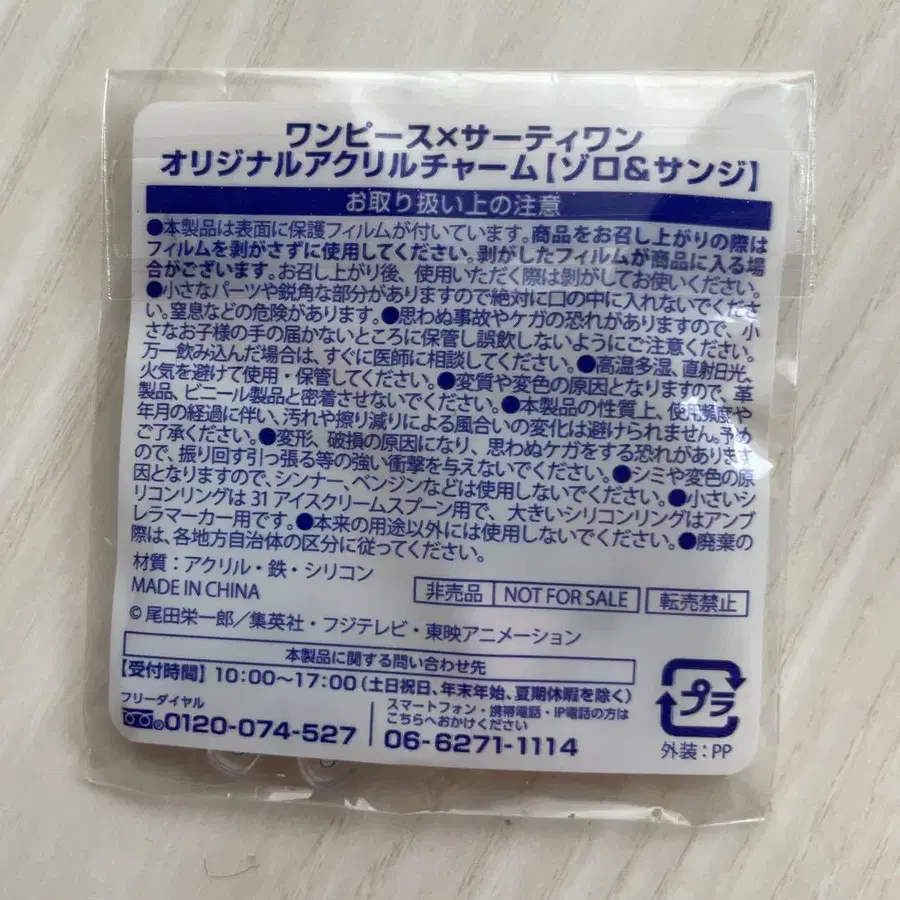 ワンピース×サーティワン
オリジナルアクリルチャーム【ゾロ&サンジ】
お取り扱い上の注意
●本製品は表面に保護フィルムが付いています。商品をお召し上がりの際は
フィルムを剥がさずに使用してください。剥がしたフィルムが商品に入る場
合がございます。お召し上がり後、使用いただく際は剥がしてお使いください。
●小さなパーツや鋭角な部分がありますので絶対に口の中に入れないでくださ
い。窒息などの危険があります。●思わぬ事故やケガの恐れがありますので、小
さなお子様の手の届かないところに保管し誤飲しないようにご注意ください。
万一飲み込んだ場合は、すぐに医師に相談してください。●高温多湿、直射日光、
火気を避けて使用・保管してください。●変質や変色の原因となりますので、革
製品、ビニール製品と密着させないでください。●本製品の性質上、使用頻度や
年月の経過に伴い、汚れや擦り減りによる風合いの変化は避けられません。予め
ご了承ください。●変形、破損の原因になり、思わぬケガをする恐れがあります
ので、振り回す引っ張る等の強い衝撃を与えないでください。●シミや変色の原
因となりますので、シンナー、ベンジンなどは使用しないでください。●小さいシ
リコンリングは 31 アイスクリームスプーン用で、大きいシリコンリングはアンブ
レラマーカー用です。●本来の用途以外には使用しないでください。●廃棄の
際は、各地方自治体の区分に従ってください。
材質：アクリル・鉄・シリコン
MADE IN CHINA
非売品 NOT FOR SALE 転売禁止
©尾田栄一郎／集英社・フジテレビ・東映アニメーション
本製品に関する問い合わせ先
【受付時間】10:00〜17:00（土日祝日、年末年始、夏期休暇を除く）
フリーダイヤル
0120-074-527
スマートフォン・携帯電話・IP電話の方は
こちらへおかけください
06-6271-1114
プラ
外装：PP